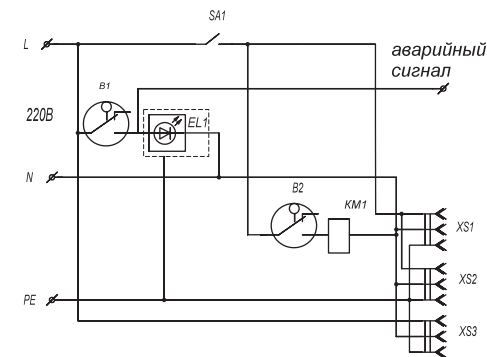 SA1
L
аварийный
сигнал
B1
220В
EL1
N
B2
KM1
XS1
XS2
PE
XS3